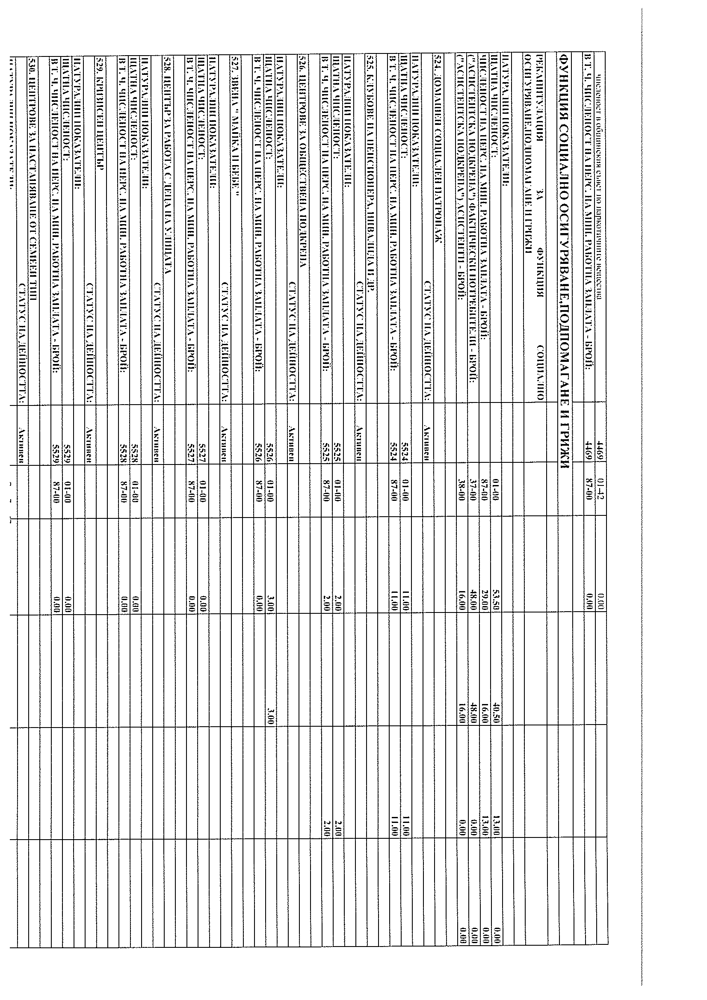 численост в общински съвет по наркотичните вещества 4469 01-42 0.00
В Т. Ч. ЧИСЛЕНОСТ НА ПЕРС. НА МИН. РАБОТНА ЗАПЛАТА - БРОЙ: 4469 87-00 0.00
ФУНКЦИЯ СОЦИАЛНО ОСИГУРЯВАНЕ,ПОДПОМАГАНЕ И ГРИЖИ
РЕКАПИТУЛАЦИЯ ЗА ФУНКЦИЯ СОЦИАЛНО
ОСИГУРЯВАНЕ,ПОДПОМАГАНЕ И ГРИЖИ
НАТУРАЛНИ ПОКАЗАТЕЛИ:
ЩАТНА ЧИСЛЕНОСТ: 01-00 53.50 40.50 13.00 0.00
ЧИСЛЕНОСТ НА ПЕРС. НА МИН. РАБОТНА ЗАПЛАТА - БРОЙ: 87-00 29.00 16.00 13.00 0.00
("АСИСТЕНТСКА ПОДКРЕПА") ФАКТИЧЕСКИ ПОТРЕБИТЕЛИ - БРОЙ: 37-00 48.00 48.00 0.00 0.00
("АСИСТЕНТСКА ПОДКРЕПА") АСИСТЕНТИ - БРОЙ: 38-00 16.00 16.00 0.00 0.00
524. ДОМАШЕН СОЦИАЛЕН ПАТРОНАЖ
СТАТУС НА ДЕЙНОСТТА: Активен
НАТУРАЛНИ ПОКАЗАТЕЛИ:
ЩАТНА ЧИСЛЕНОСТ: 5524 01-00 11.00 11.00
В Т. Ч. ЧИСЛЕНОСТ НА ПЕРС. НА МИН. РАБОТНА ЗАПЛАТА - БРОЙ: 5524 87-00 11.00 11.00
525. КЛУБОВЕ НА ПЕНСИОНЕРА, ИНВАЛИДА И ДР.
СТАТУС НА ДЕЙНОСТТА: Активен
НАТУРАЛНИ ПОКАЗАТЕЛИ:
ЩАТНА ЧИСЛЕНОСТ: 5525 01-00 2.00 2.00
В Т. Ч. ЧИСЛЕНОСТ НА ПЕРС. НА МИН. РАБОТНА ЗАПЛАТА - БРОЙ: 5525 87-00 2.00 2.00
526. ЦЕНТРОВЕ ЗА ОБЩЕСТВЕНА ПОДКРЕПА
СТАТУС НА ДЕЙНОСТТА: Активен
НАТУРАЛНИ ПОКАЗАТЕЛИ:
ЩАТНА ЧИСЛЕНОСТ: 5526 01-00 3.00 3.00
В Т. Ч. ЧИСЛЕНОСТ НА ПЕРС. НА МИН. РАБОТНА ЗАПЛАТА - БРОЙ: 5526 87-00 0.00
527. ЗВЕНА " МАЙКА И БЕБЕ "
СТАТУС НА ДЕЙНОСТТА: Активен
НАТУРАЛНИ ПОКАЗАТЕЛИ:
ЩАТНА ЧИСЛЕНОСТ: 5527 01-00 0.00
В Т. Ч. ЧИСЛЕНОСТ НА ПЕРС. НА МИН. РАБОТНА ЗАПЛАТА - БРОЙ: 5527 87-00 0.00
528. ЦЕНТЪР ЗА РАБОТА С ДЕЦА НА УЛИЦАТА
СТАТУС НА ДЕЙНОСТТА: Активен
НАТУРАЛНИ ПОКАЗАТЕЛИ:
ЩАТНА ЧИСЛЕНОСТ: 5528 01-00 0.00
В Т. Ч. ЧИСЛЕНОСТ НА ПЕРС. НА МИН. РАБОТНА ЗАПЛАТА - БРОЙ: 5528 87-00 0.00
529. КРИЗИСЕН ЦЕНТЪР
СТАТУС НА ДЕЙНОСТТА: Активен
НАТУРАЛНИ ПОКАЗАТЕЛИ:
ЩАТНА ЧИСЛЕНОСТ: 5529 01-00 0.00
В Т. Ч. ЧИСЛЕНОСТ НА ПЕРС. НА МИН. РАБОТНА ЗАПЛАТА - БРОЙ: 5529 87-00 0.00
530. ЦЕНТРОВЕ ЗА НАСТАНЯВАНЕ ОТ СЕМЕЕН ТИП
СТАТУС НА ДЕЙНОСТТА: Активен